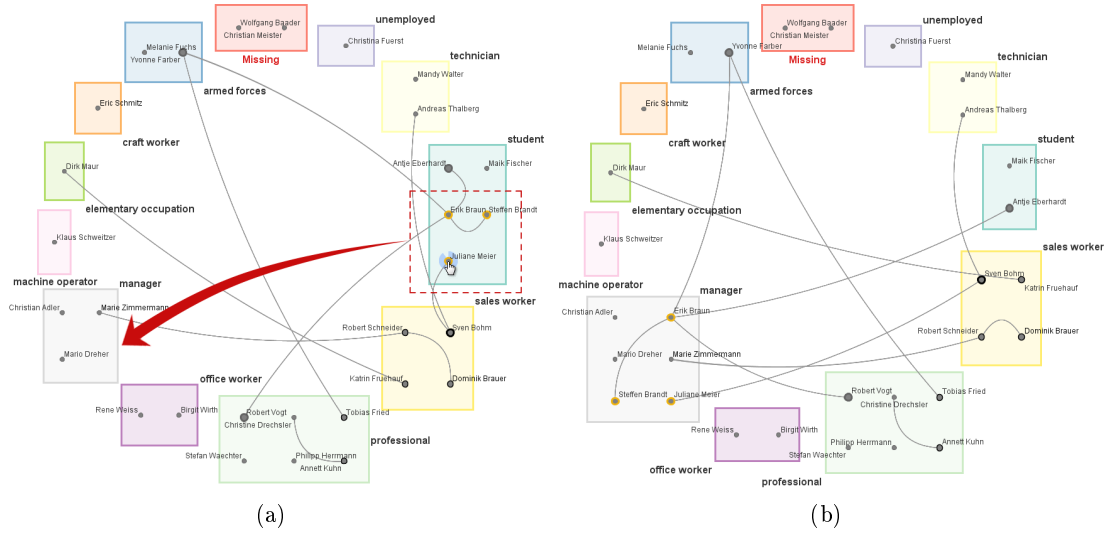 unemployed
Wolfgang Baader
Christian Meister
Missing
Christina Fuerst
Melanie Fuchs
Yvonne Farber
armed forces
technician
Mandy Walter
Andreas Thalberg
Eric Schmitz
craft worker
student
Antje Eberhardt
Maik Fischer
Dirk Maur
elementary occupation
Erik Braun
Steffen Brandt
Klaus Schweitzer
Juliane Meier
machine operator
manager
sales worker
Christian Adler
Marie Zimmermann
Mario Dreher
Robert Schneider
Sven Bohm
Katrin Fruehauf
Dominik Brauer
office worker
Rene Weiss
Birgit Wirth
Robert Vogt
Christine Drechsler
Tobias Fried
professional
Stefan Waechter
Philipp Herrmann
Annett Kuhn
(a)
unemployed
Wolfgang Baader
Christian Meister
Missing
Christina Fuerst
Melanie Fuchs
Yvonne Farber
armed forces
technician
Mandy Walter
Andreas Thalberg
Eric Schmitz
craft worker
student
Maik Fischer
Dirk Maur
Antje Eberhardt
elementary occupation
Klaus Schweitzer
sales worker
machine operator
manager
Sven Bohm
Katrin Fruehauf
Christian Adler
Erik Braun
Robert Schneider
Dominik Brauer
Mario Dreher
Marie Zimmermann
Steffen Brandt
Juliane Meier
Robert Vogt
Christine Drechsler
Tobias Fried
Rene Weiss
Birgit Wirth
Stefan Waechter
Philipp Herrmann
Annett Kuhn
office worker
professional
(b)